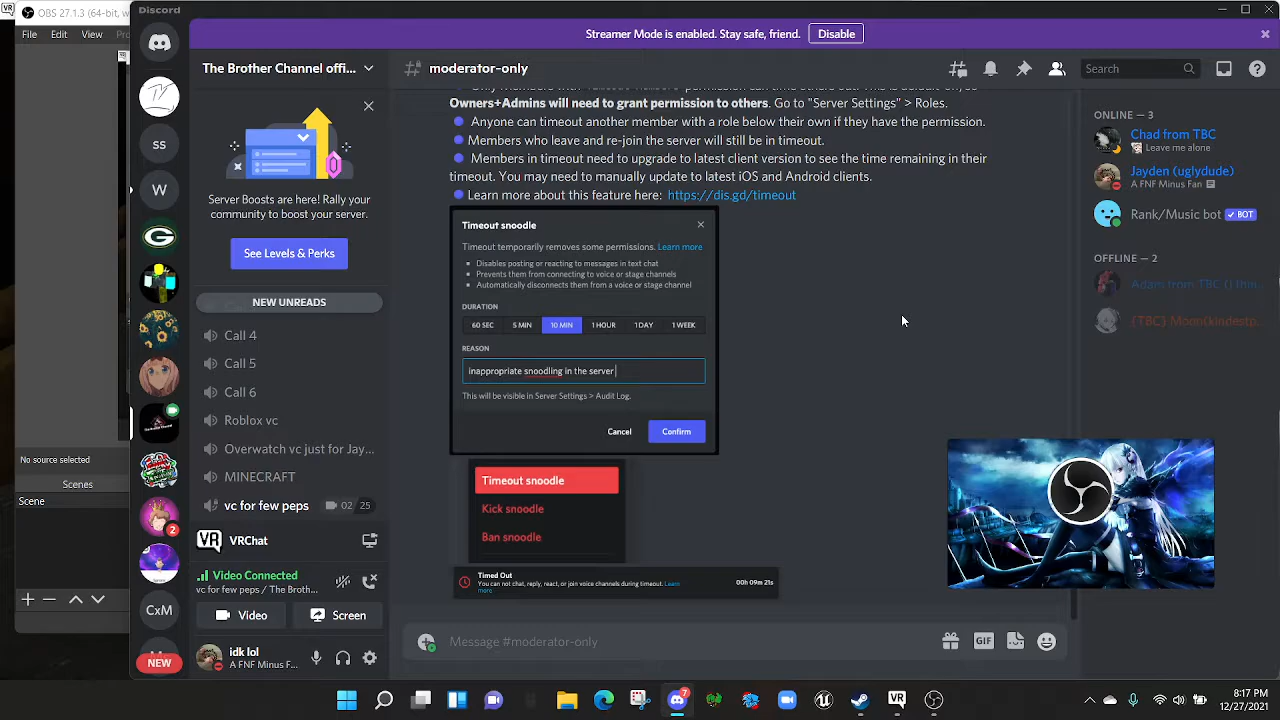 OBS 27.1.3 (64-bit, w
File
Edit
View
P
No source selected
Scenes
Scene
Discord
Streamer Mode is enabled. Stay safe, friend.
Disable
ss
W
G
2
CxM
NEW
The Brother Channel offi...
Server Boosts are here! Rally your
community to boost your server.
See Levels & Perks
NEW UNREADS
Call 4
Call 5
Call 6
Roblox vc
Overwatch vc just for Jay...
MINECRAFT
vc for few peps
02 25
VR VRChat
Video Connected
vc for few peps / The Broth...
Video
Screen
idk lol
A FNF Minus F...
moderator-only
Search
Owners+Admins will need to grant permission to others. Go to "Server Settings" > Roles.
Anyone can timeout another member with a role below their own if they have the permission.
Members who leave and re-join the server will still be in timeout.
Members in timeout need to upgrade to latest client version to see the time remaining in their
timeout. You may need to manually update to latest iOS and Android clients.
Learn more about this feature here: https://dis.gd/timeout
Timeout snoodle
Timeout temporarily removes some permissions. Learn more
Disables posting or reacting to messages in text chat
Prevents them from connecting to voice or stage channels
Automatically disconnects them from a voice or stage channel
DURATION
60 SEC
5 MIN
10 MIN
1 HOUR
1 DAY
1 WEEK
REASON
inappropriate snoodling in the server
This will be visible in Server Settings > Audit Log.
Cancel
Confirm
Timeout snoodle
Kick snoodle
Ban snoodle
Timed Out
You can not chat, reply, react, or join voice channels during timeout. Learn
more
00h 09m 21s
Message #moderator-only
GIF
ONLINE — 3
Chad from TBC
Leave me alone
Jayden (uglydude)
A FNF Minus Fan
Rank/Music bot ✓ BOT
OFFLINE — 2
Adam from TBC
{TBC} Moon(kindestp...
7
VR
8:17 PM
12/27/2021